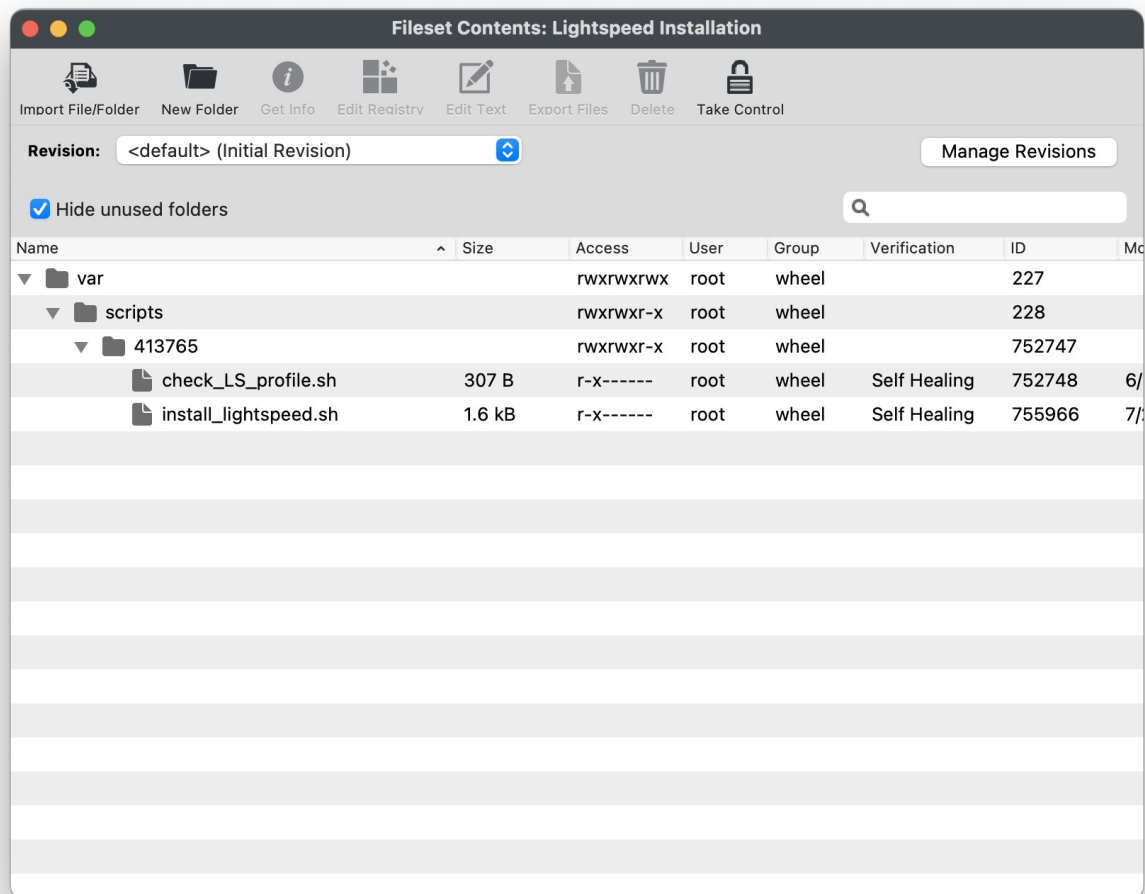 Fileset Contents: Lightspeed Installation
Import File/Folder New Folder Get Info Edit Registry Edit Text Export Files Delete Take Control
Revision: <default> (Initial Revision) Manage Revisions
Hide unused folders
Name Size Access User Group Verification ID Mo
var rwxrwxrwx root wheel 227
scripts rwxrwxr-x root wheel 228
413765 rwxrwxr-x root wheel 752747
check_LS_profile.sh 307 B r-x------ root wheel Self Healing 752748 6/
install_lightspeed.sh 1.6 kB r-x------ root wheel Self Healing 755966 7/